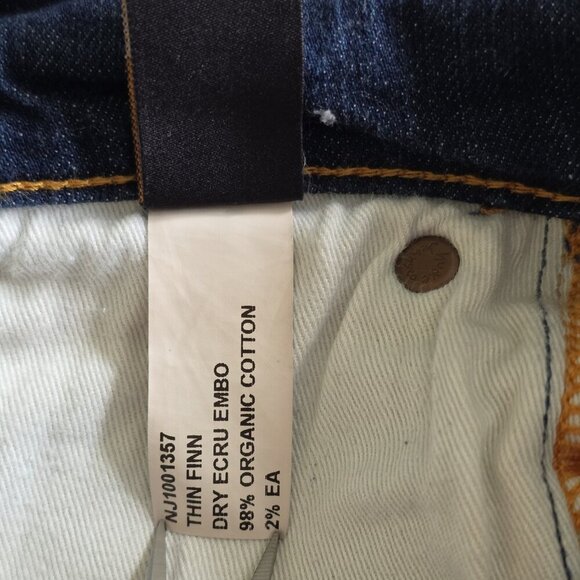 NJ1001357
THIN FINN
DRY ECRU EMBO
98% ORGANIC COTTON
2% EA